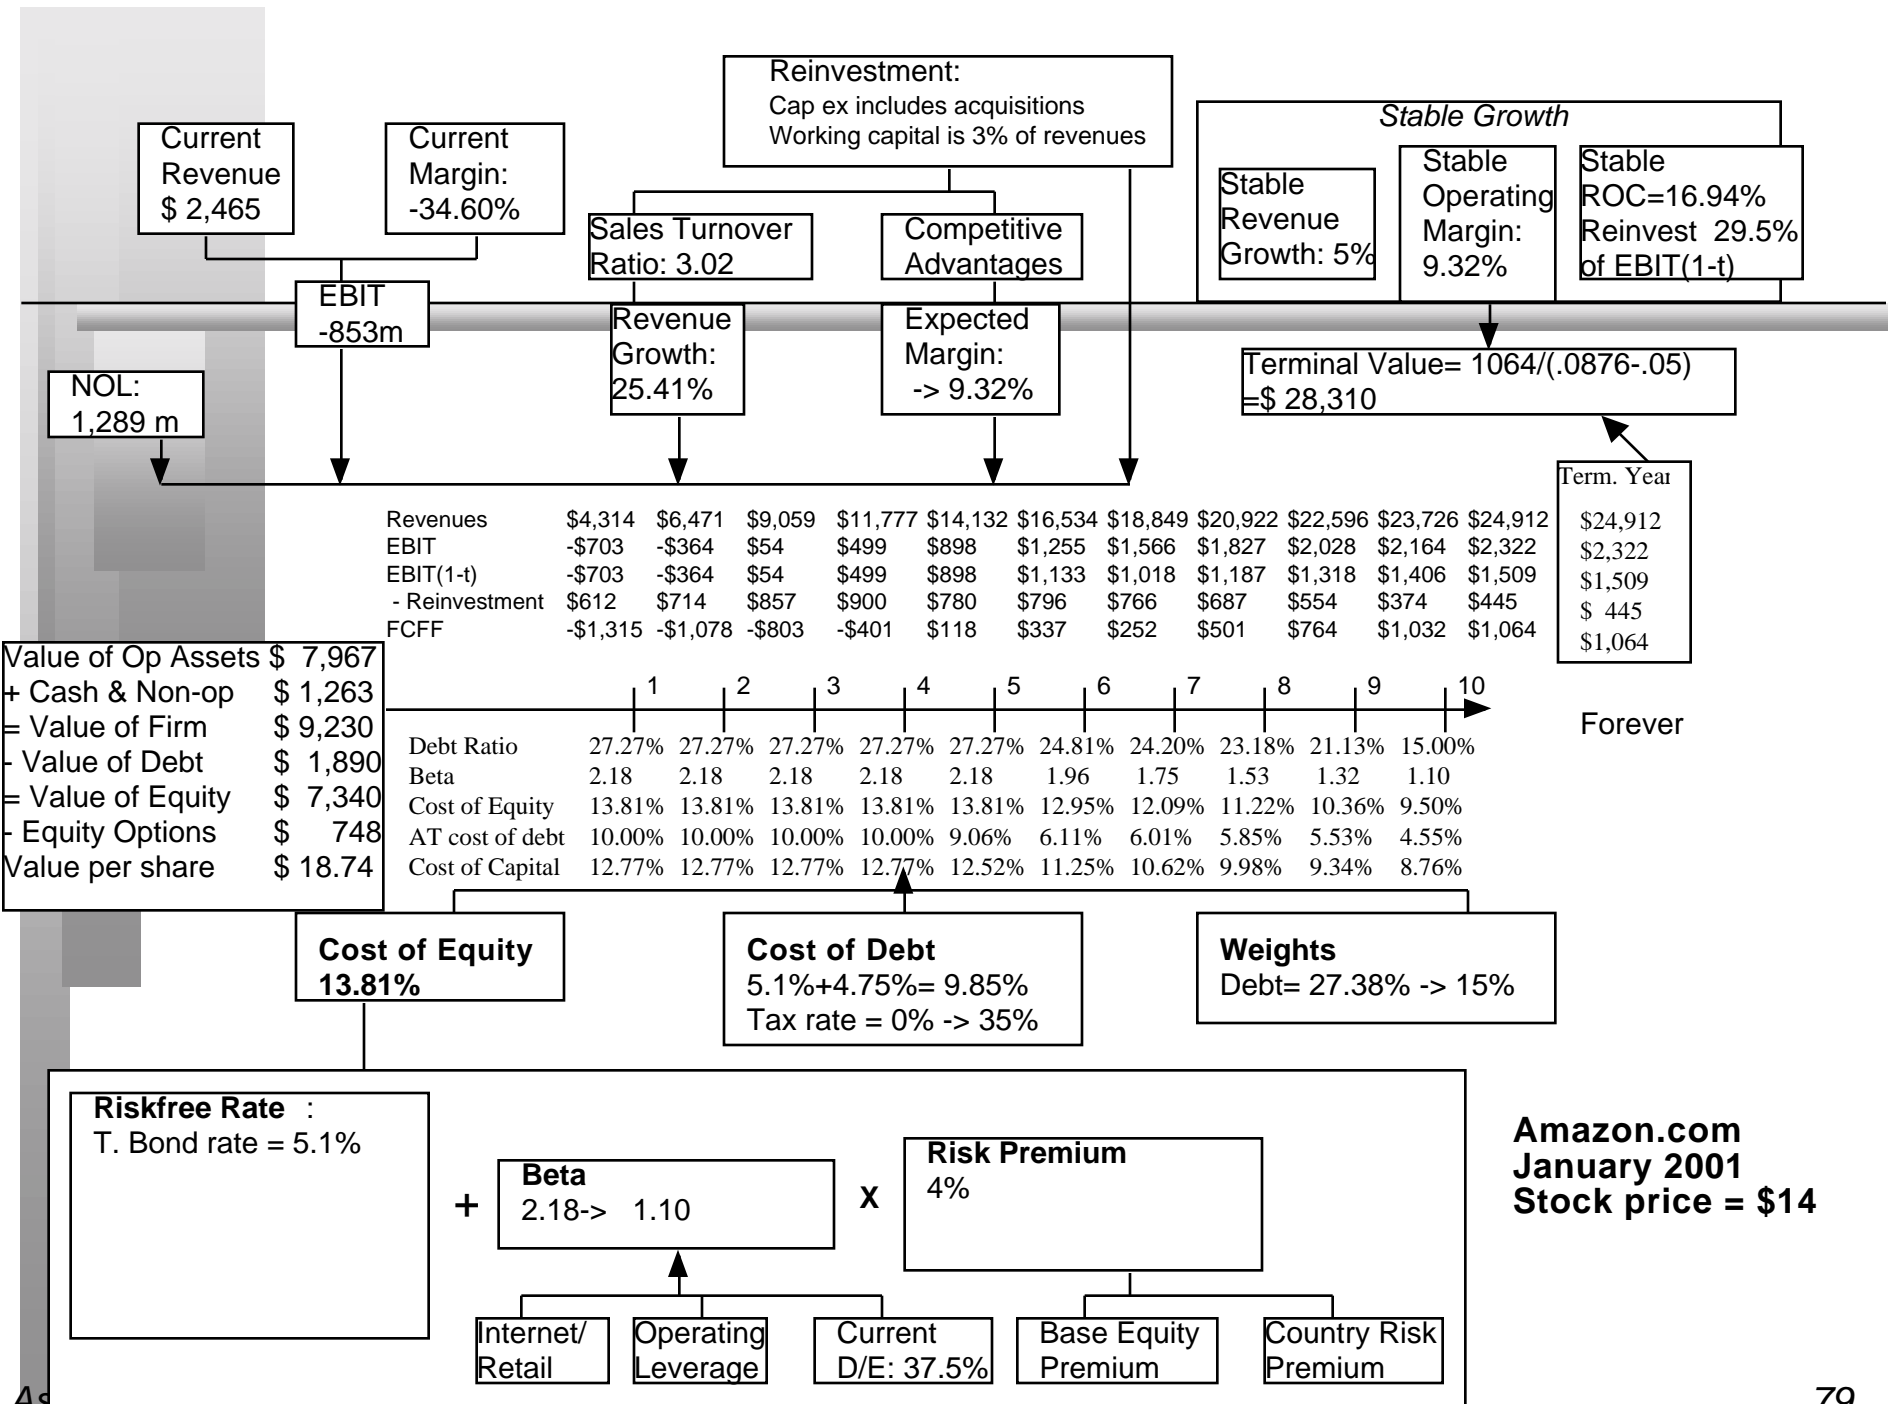 Reinvestment:
Cap ex includes acquisitions
Working capital is 3% of revenues
Current
Revenue
$ 2,465
Current
Margin:
-34.60%
Stable Growth
Stable
Revenue
Growth: 5%
Stable
Operating
Margin:
9.32%
Stable
ROC=16.94%
Reinvest 29.5%
of EBIT(1-t)
Sales Turnover
Ratio: 3.02
Competitive
Advantages
EBIT
-853m
Revenue
Growth:
25.41%
Expected
Margin:
-> 9.32%
NOL:
1,289 m
Terminal Value= 1064/(.0876-.05)
=$ 28,310
Term. Year
$24,912
$2,322
$1,509
$ 445
$1,064
Revenues $4,314 $6,471 $9,059 $11,777 $14,132 $16,534 $18,849 $20,922 $22,596 $23,726 $24,912
EBIT -$703 -$364 $54 $499 $898 $1,255 $1,566 $1,827 $2,028 $2,164 $2,322
EBIT(1-t) -$703 -$364 $54 $499 $898 $1,133 $1,018 $1,187 $1,318 $1,406 $1,509
- Reinvestment $612 $714 $857 $900 $780 $796 $766 $687 $554 $374 $445
FCFF -$1,315 -$1,078 -$803 -$401 $118 $337 $252 $501 $764 $1,032 $1,064
Value of Op Assets $ 7,967
+ Cash & Non-op $ 1,263
= Value of Firm $ 9,230
- Value of Debt $ 1,890
= Value of Equity $ 7,340
- Equity Options $ 748
Value per share $ 18.74
1 2 3 4 5 6 7 8 9 10
Forever
Debt Ratio 27.27% 27.27% 27.27% 27.27% 27.27% 24.81% 24.20% 23.18% 21.13% 15.00%
Beta 2.18 2.18 2.18 2.18 2.18 1.96 1.75 1.53 1.32 1.10
Cost of Equity 13.81% 13.81% 13.81% 13.81% 13.81% 12.95% 12.09% 11.22% 10.36% 9.50%
AT cost of debt 10.00% 10.00% 10.00% 10.00% 9.06% 6.11% 6.01% 5.85% 5.53% 4.55%
Cost of Capital 12.77% 12.77% 12.77% 12.77% 12.52% 11.25% 10.62% 9.98% 9.34% 8.76%
Cost of Equity
13.81%
Cost of Debt
5.1%+4.75%= 9.85%
Tax rate = 0% -> 35%
Weights
Debt= 27.38% -> 15%
Riskfree Rate :
T. Bond rate = 5.1%
+
Beta
2.18-> 1.10
X
Risk Premium
4%
Amazon.com
January 2001
Stock price = $14
Internet/
Retail
Operating
Leverage
Current
D/E: 37.5%
Base Equity
Premium
Country Risk
Premium
79